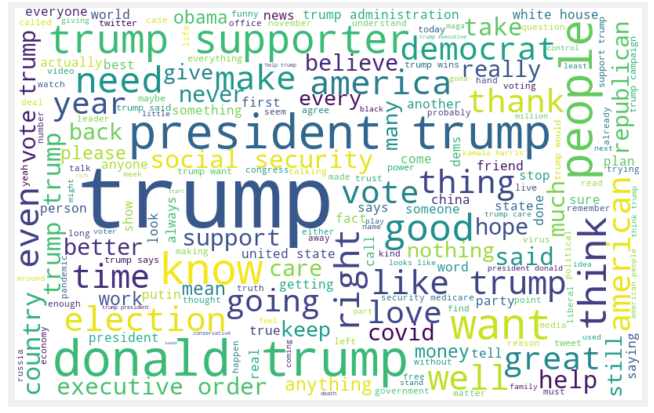 everyone
world
obama
news
trump administration
white house
case
giving
twitter
funny
office
november
understand
today
maga
question
called
life
trump supporter
democrat
take
actually
best
everything
trump wins
gona
control
least
support trump
video
watch
help trump
hand
voting
trump campaign
need
give
make
america
believe
really
deal
maybe
trump said
little
something
never
first
seem
agree
every
another
black
probably
million
number
year
thank
people
republican
vote trump
leader
back
president trump
many
dems
kamala harris
trump would
already
next
yeah
please
anyone
social security
come
power
friend
plan
trying
talk
might
week
trump want
congress
talking
person
show
always
trump
made
trust
vote
thing
stop
live
much
sure
read
remember
look
fact
says
someone
china
state
done
even
trump trump
long
voter
play
name
call
good
hope
trump care
virus
political
liberal
think trump
american people
better
making
support
either
away
right
kind
nothing
said
think
american
trump says
united state
looks like
word
president donald
idea
around
pandemic
time
know
care
like trump
enough
work
putin
mean
getting
security medicare
party
point
thought
truth
going
love
find
media
country
trump president
election
true
keep
part
covid
want
reason
tweet
used
feel
conservative
left
still
saying
russia
economy
president
real
happen
money
tell
without
donald trump
well
great
executive order
coming
anything
free
stand
government
matter
family
must
help
death